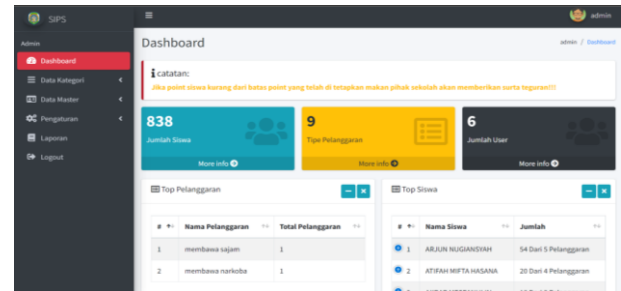 SIPS
admin
Admin
Dashboard
Data Kategori
Data Master
Pengaturan
Laporan
Logout
Dashboard
admin / Dashboard
catatan:
Jika point siswa kurang dari batas point yang telah di tetapkan makan pihak sekolah akan memberikan surta teguran!!!
838
Jumlah Siswa
More info
9
Tipe Pelanggaran
More info
6
Jumlah User
More info
Top Pelanggaran
# Nama Pelanggaran Total Pelanggaran
1 membawa sajam 1
2 membawa narkoba 1
Top Siswa
# Nama Siswa Jumlah
1 ARJUN NUGIANSYAH 54 Dari 5 Pelanggaran
2 ATIFAH MIFTA HASANA 20 Dari 4 Pelanggaran